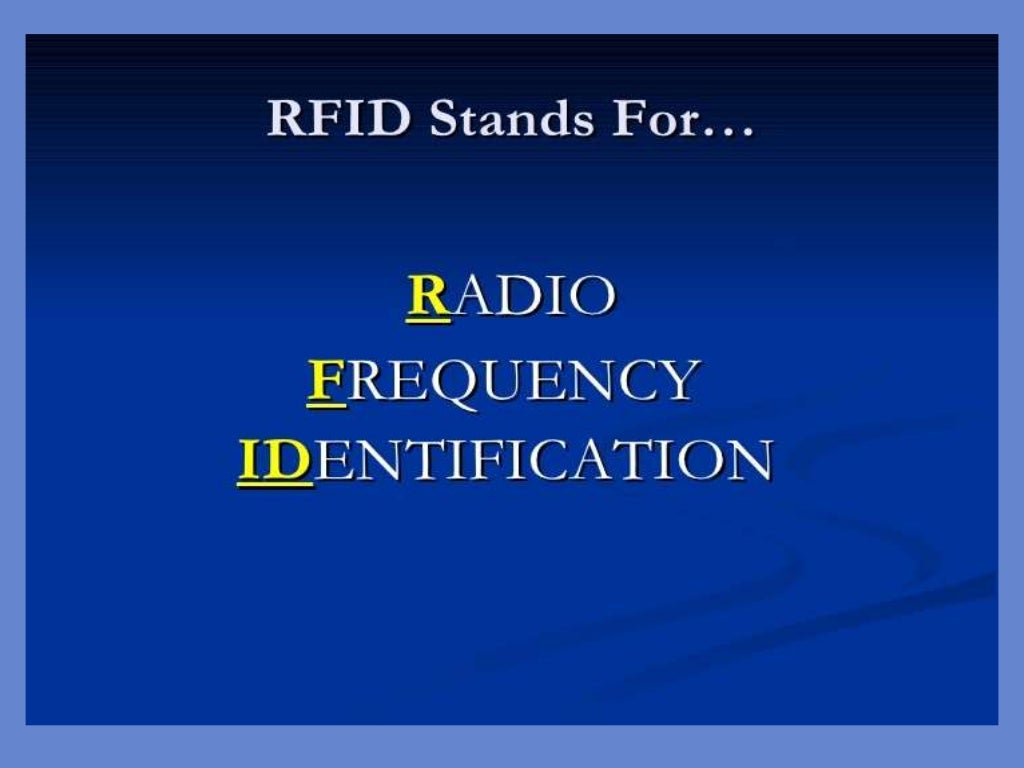 RFID Stands For…
RADIO
FREQUENCY
IDENTIFICATION